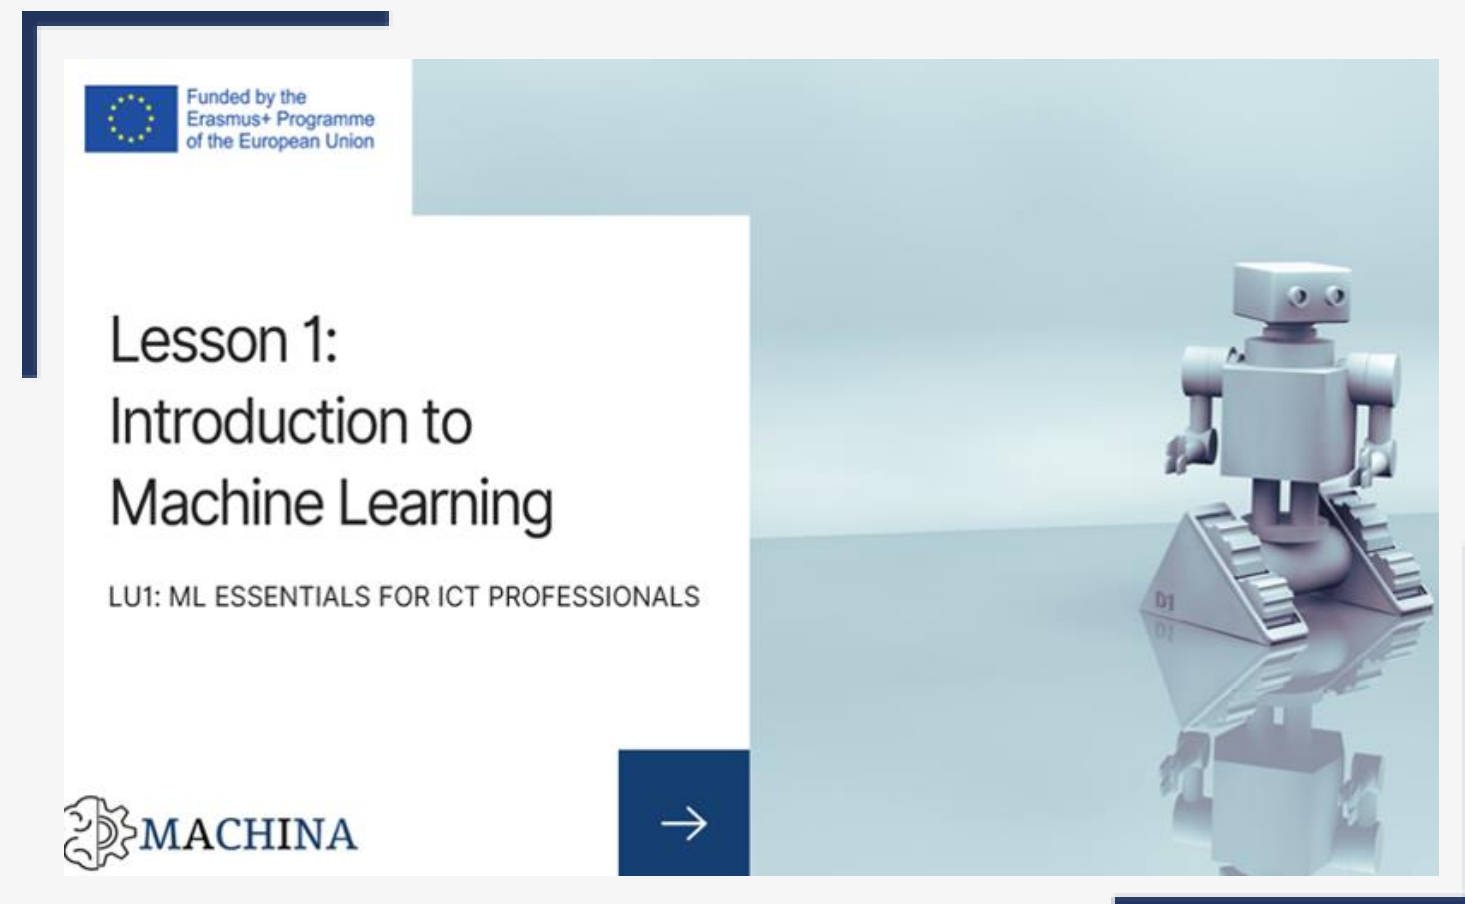 Funded by the
Erasmus+ Programme
of the European Union
Lesson 1:
Introduction to
Machine Learning
LU1: ML ESSENTIALS FOR ICT PROFESSIONALS
MACHINA
D1